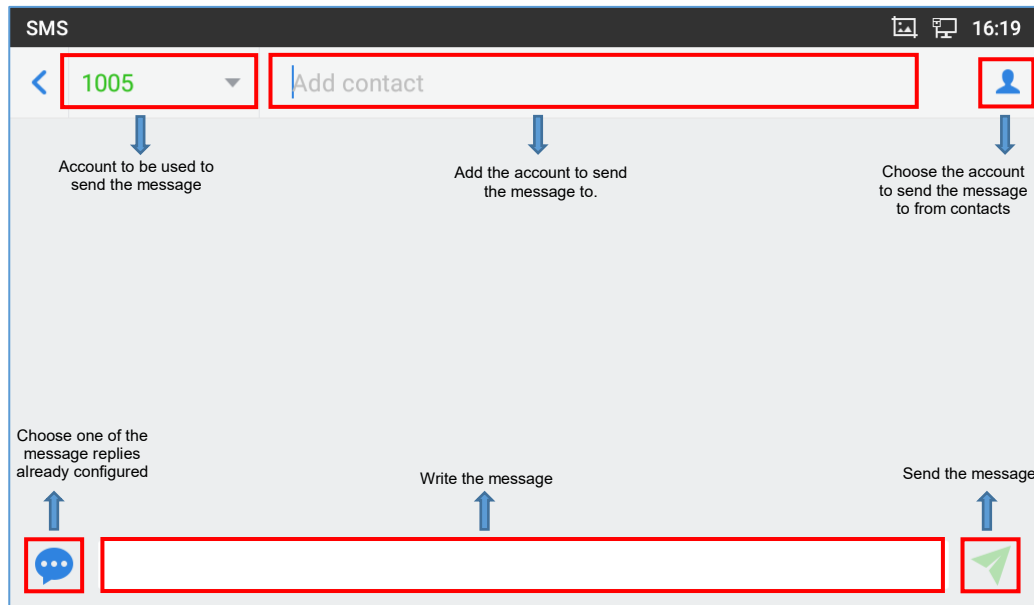 SMS 16:19
1005 Add contact
Account to be used to
send the message
Add the account to send
the message to.
Choose the account
to send the message
to from contacts
Choose one of the
message replies
already configured
Write the message
Send the message